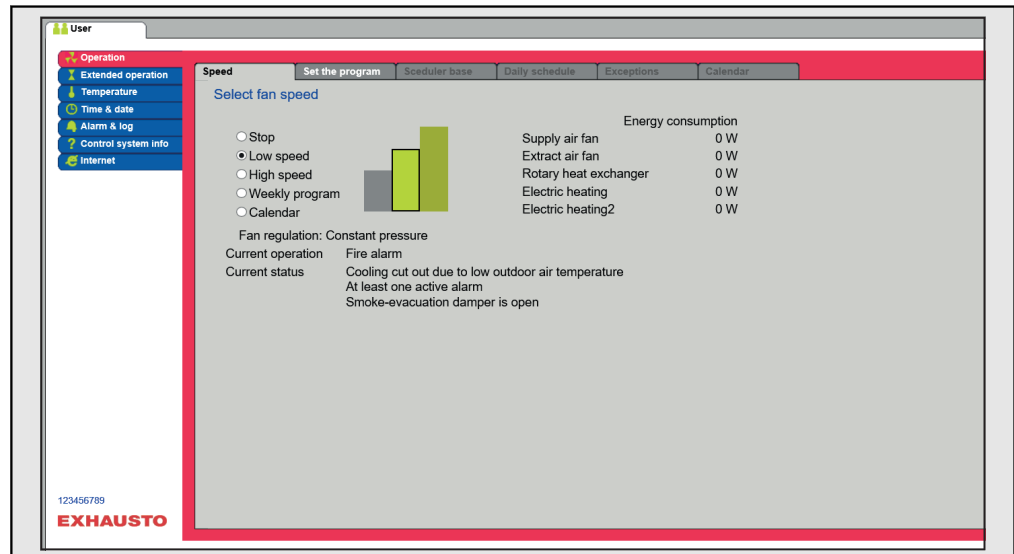 User
Operation
Extended operation
Temperature
Time & date
Alarm & log
Control system info
Internet
Speed Set the program Sceduler base Daily schedule Exceptions Calendar
Select fan speed
Stop
Low speed
High speed
Weekly program
Calendar
Energy consumption
Supply air fan 0 W
Extract air fan 0 W
Rotary heat exchanger 0 W
Electric heating 0 W
Electric heating2 0 W
Fan regulation: Constant pressure
Current operation Fire alarm
Current status Cooling cut out due to low outdoor air temperature
At least one active alarm
Smoke-evacuation damper is open
123456789
EXHAUSTO